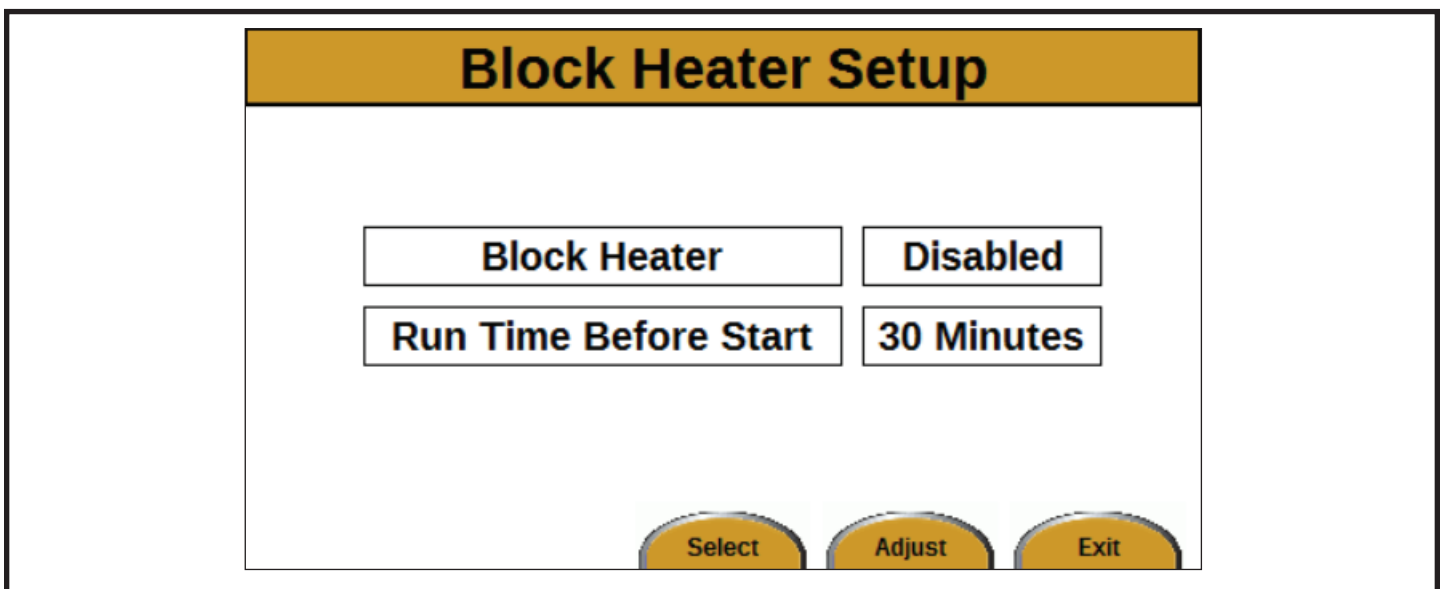 Block Heater Setup
Block Heater Disabled
Run Time Before Start 30 Minutes
Select Adjust Exit